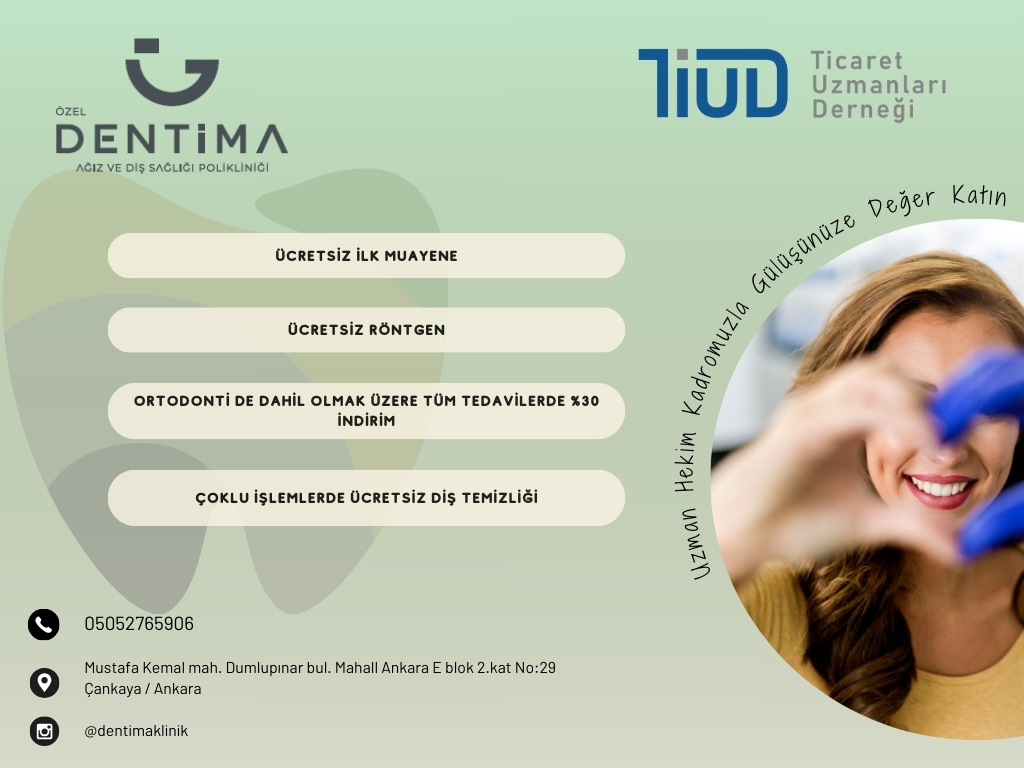 ÖZEL
DENTiMA
AĞIZ VE DİŞ SAĞLIĞI POLİKLİNİĞİ
TiUD
Ticaret
Uzmanları
Derneği
Uzman Hekim Kadromuzla Gülüşünüze Değer Katın
ÜCRETSİZ İLK MUAYENE
ÜCRETSİZ RÖNTGEN
ORTODONTİ DE DAHİL OLMAK ÜZERE TÜM TEDAVİLERDE %30
İNDİRİM
ÇOKLU İŞLEMLERDE ÜCRETSİZ DİŞ TEMİZLİĞİ
05052765906
Mustafa Kemal mah. Dumlupınar bul. Mahall Ankara E blok 2.kat No:29
Çankaya / Ankara
@dentimaklinik